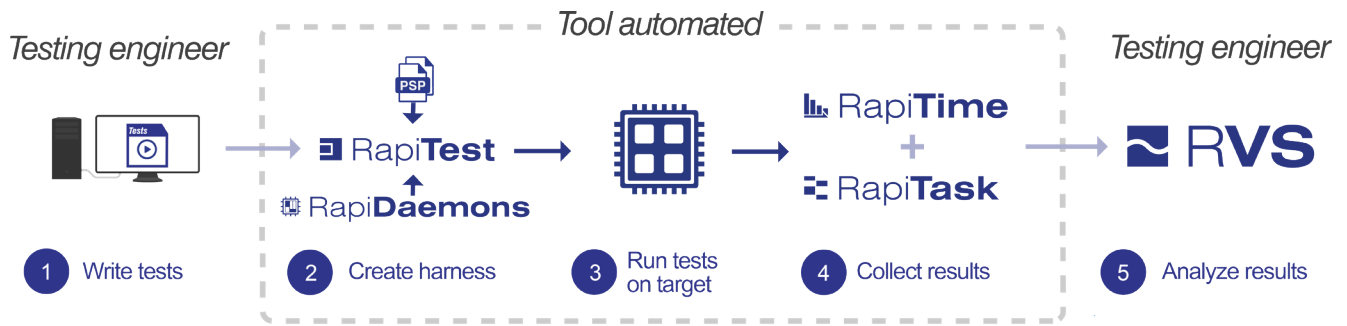 Tool automated
Testing engineer
Testing engineer
PSP
Tests
RapiTest
RapiDaemons
RapiTime
+
RapiTask
RVS
1 Write tests
2 Create harness
3 Run tests
on target
4 Collect results
5 Analyze results